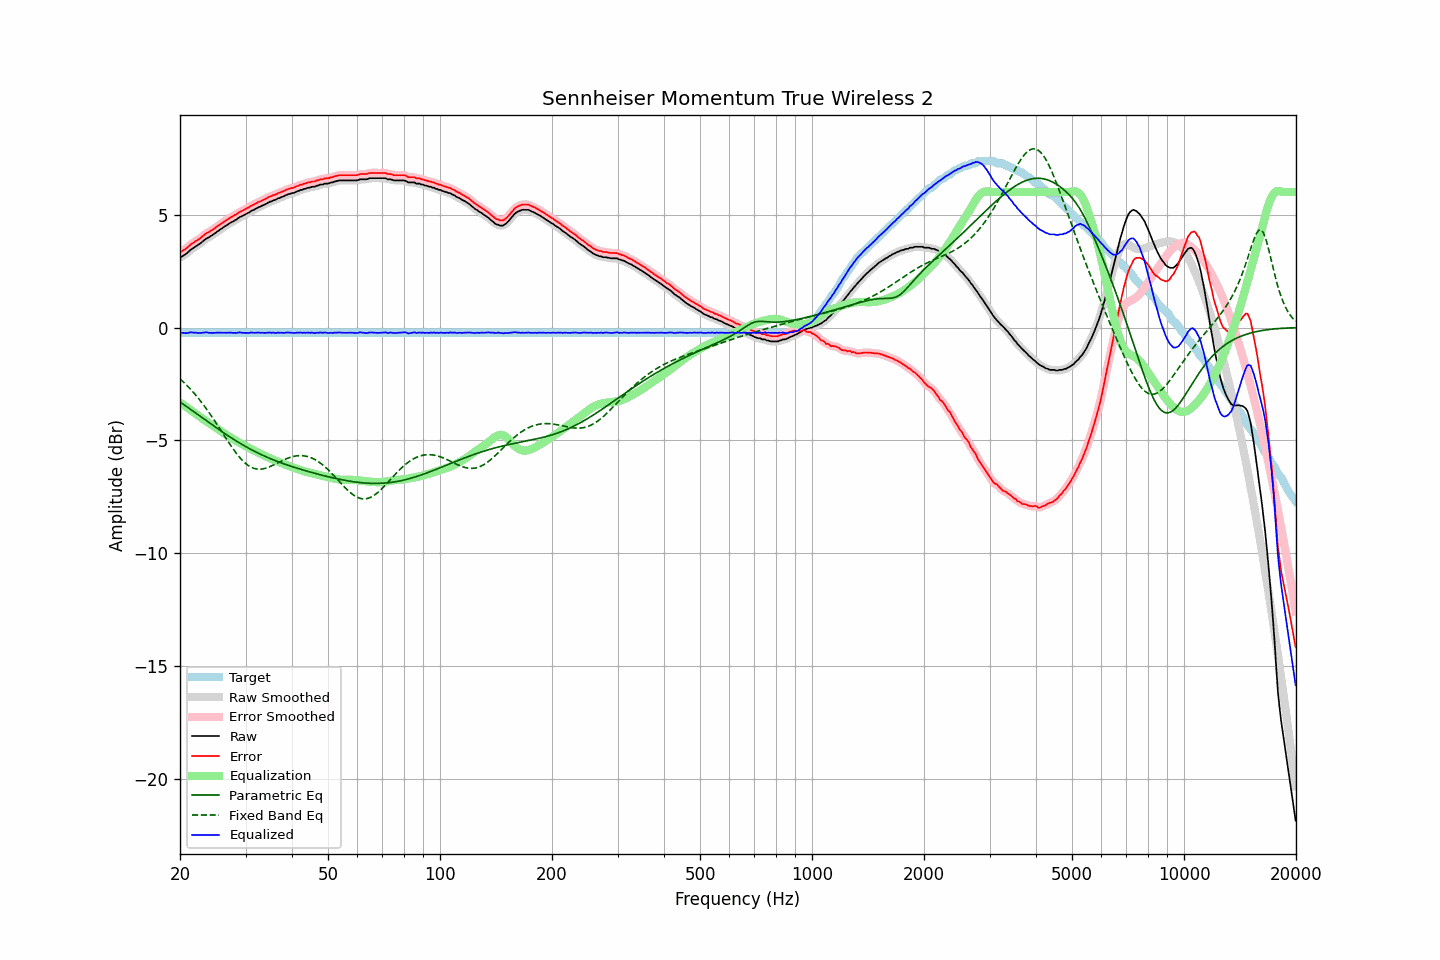 Sennheiser Momentum True Wireless 2
Amplitude (dBr)
5
0
−5
−10
−15
−20
Target
Raw Smoothed
Error Smoothed
Raw
Error
Equalization
Parametric Eq
Fixed Band Eq
Equalized
20 50 100 200 500 1000 2000 5000 10000 20000
Frequency (Hz)